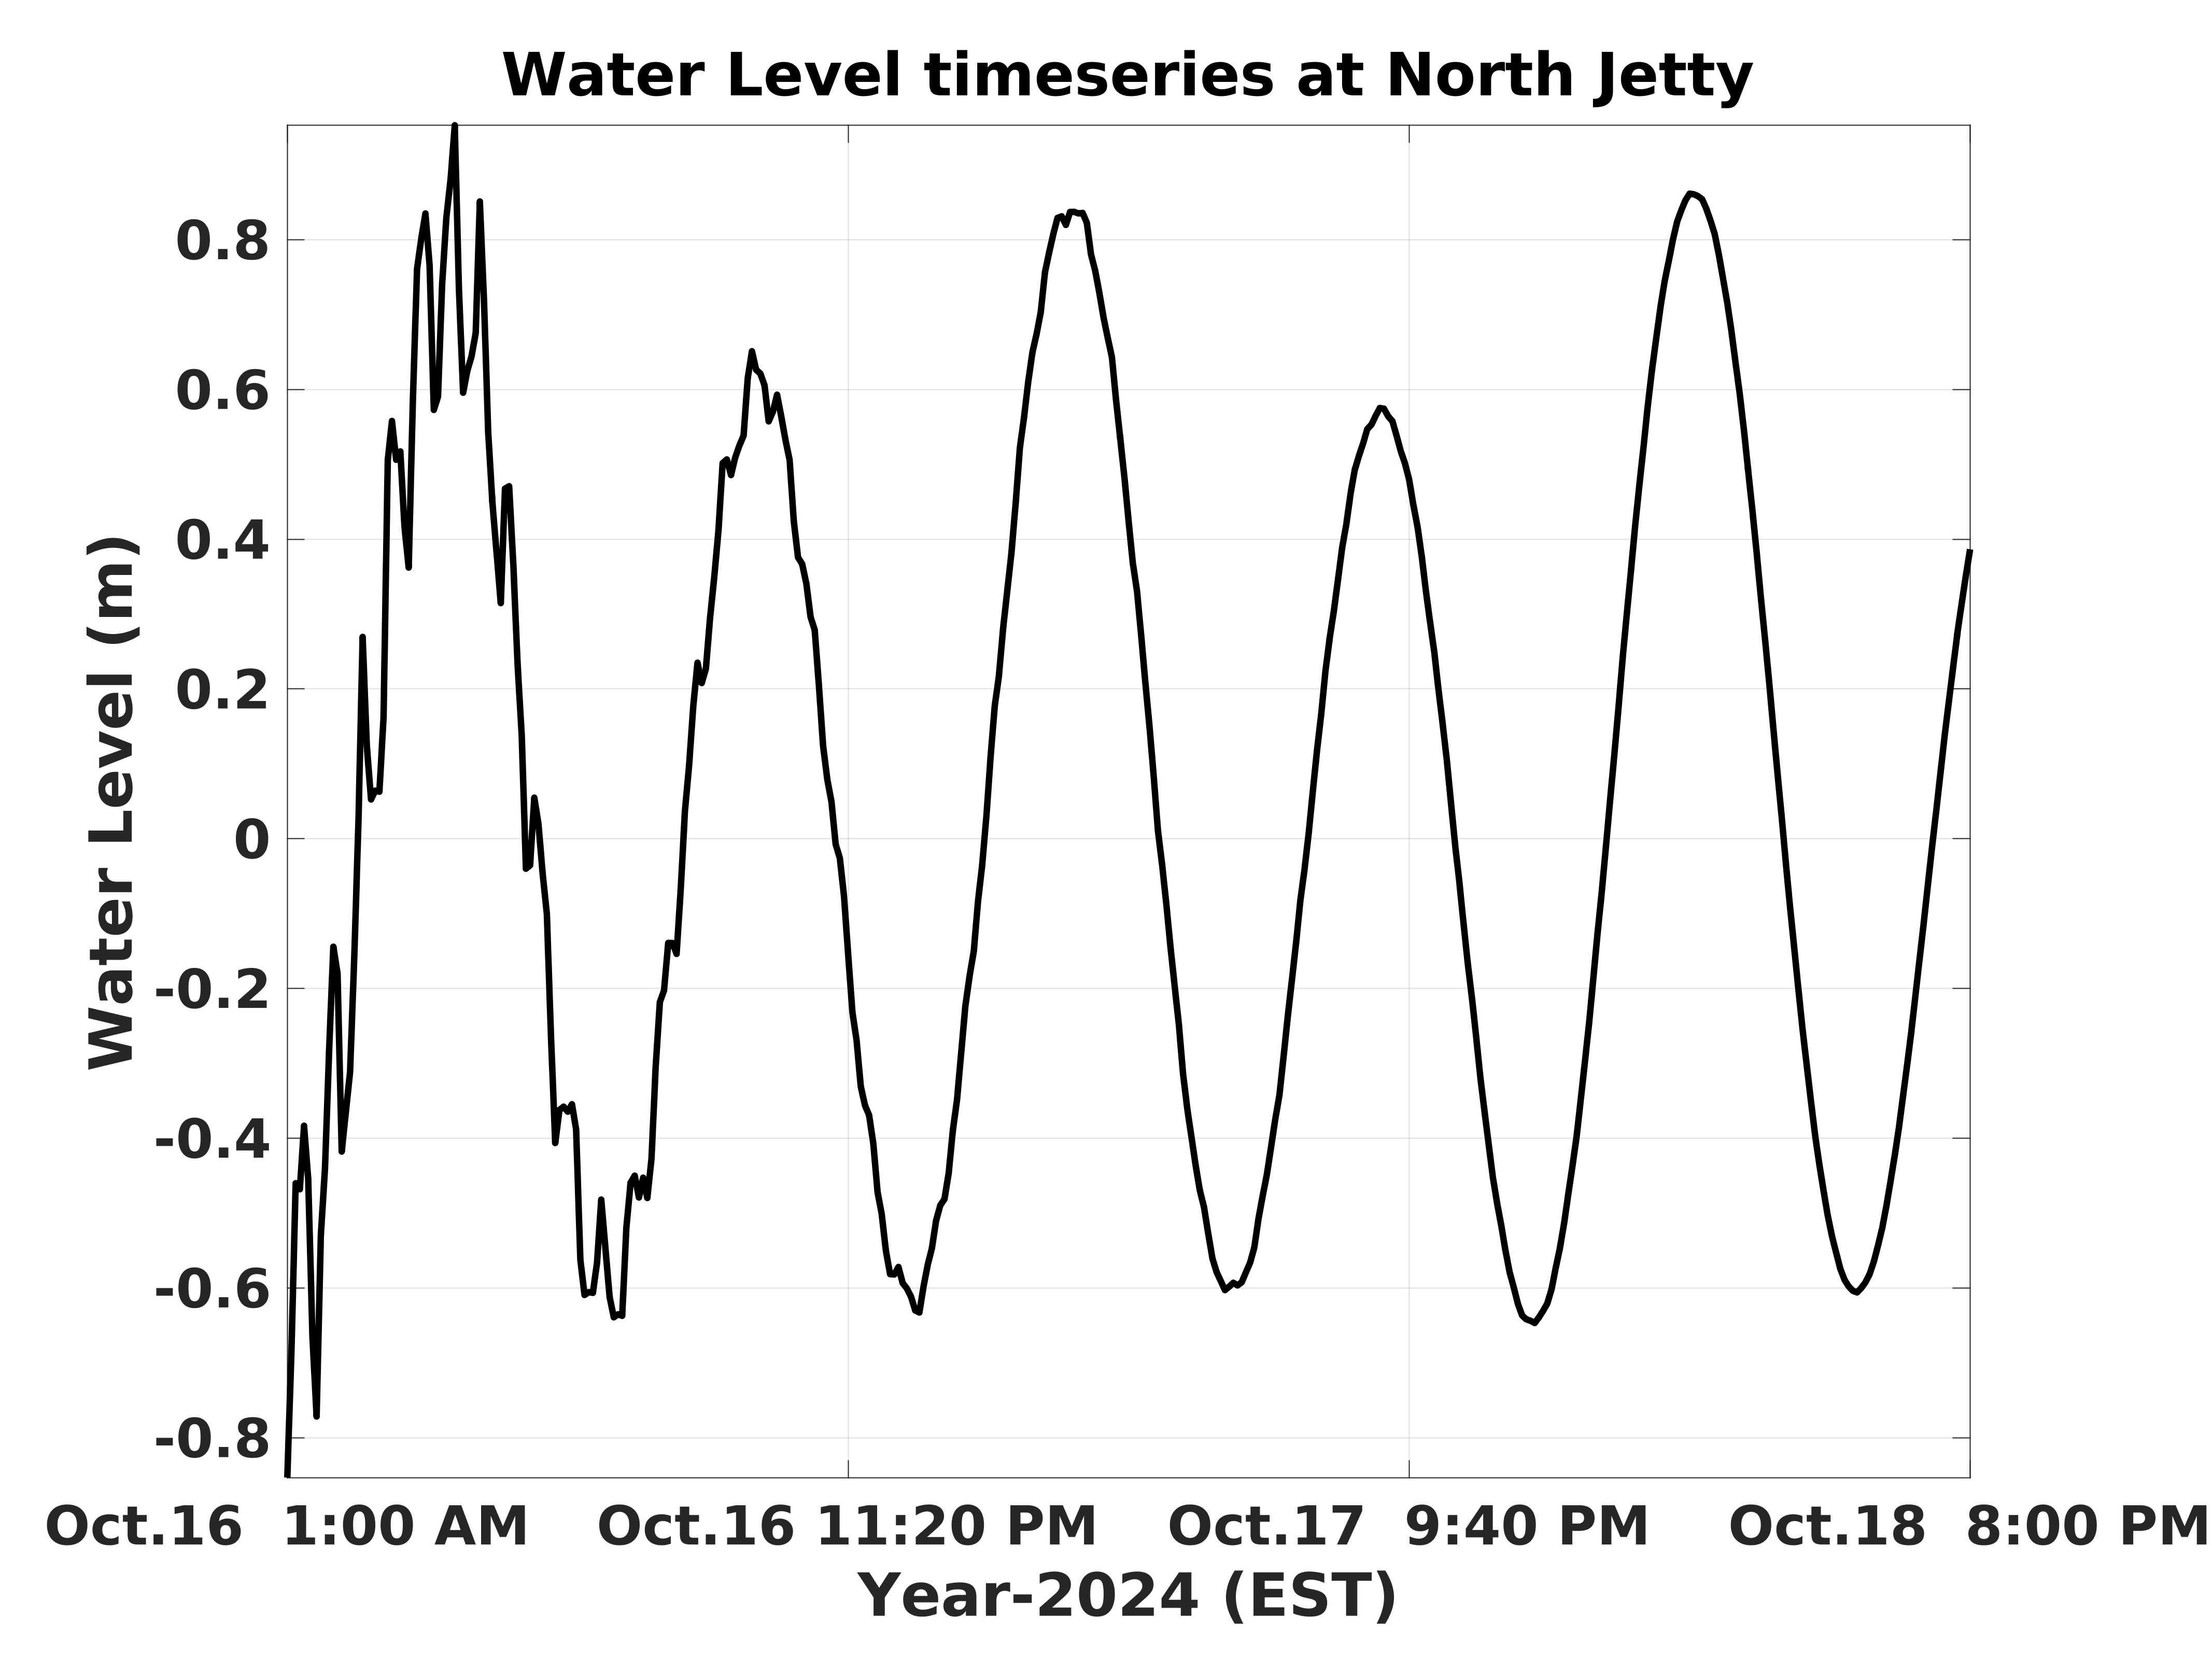 Water Level timeseries at North Jetty
Water Level (m)
0.8
0.6
0.4
0.2
0
-0.2
-0.4
-0.6
-0.8
Oct.16 1:00 AM Oct.16 11:20 PM Oct.17 9:40 PM Oct.18 8:00 PM
Year-2024 (EST)